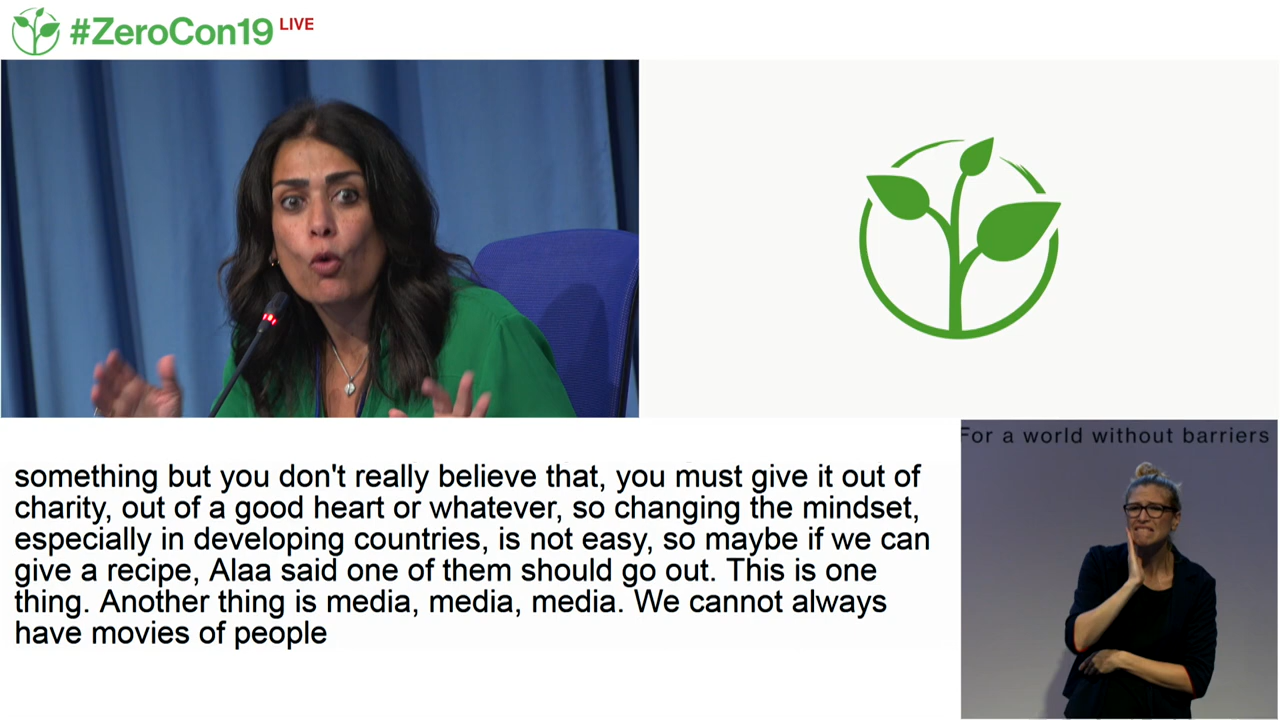 #ZeroCon19 LIVE
something but you don't really believe that, you must give it out of
charity, out of a good heart or whatever, so changing the mindset,
especially in developing countries, is not easy, so maybe if we can
give a recipe, Alaa said one of them should go out. This is one
thing. Another thing is media, media, media. We cannot always
have movies of people
For a world without barriers